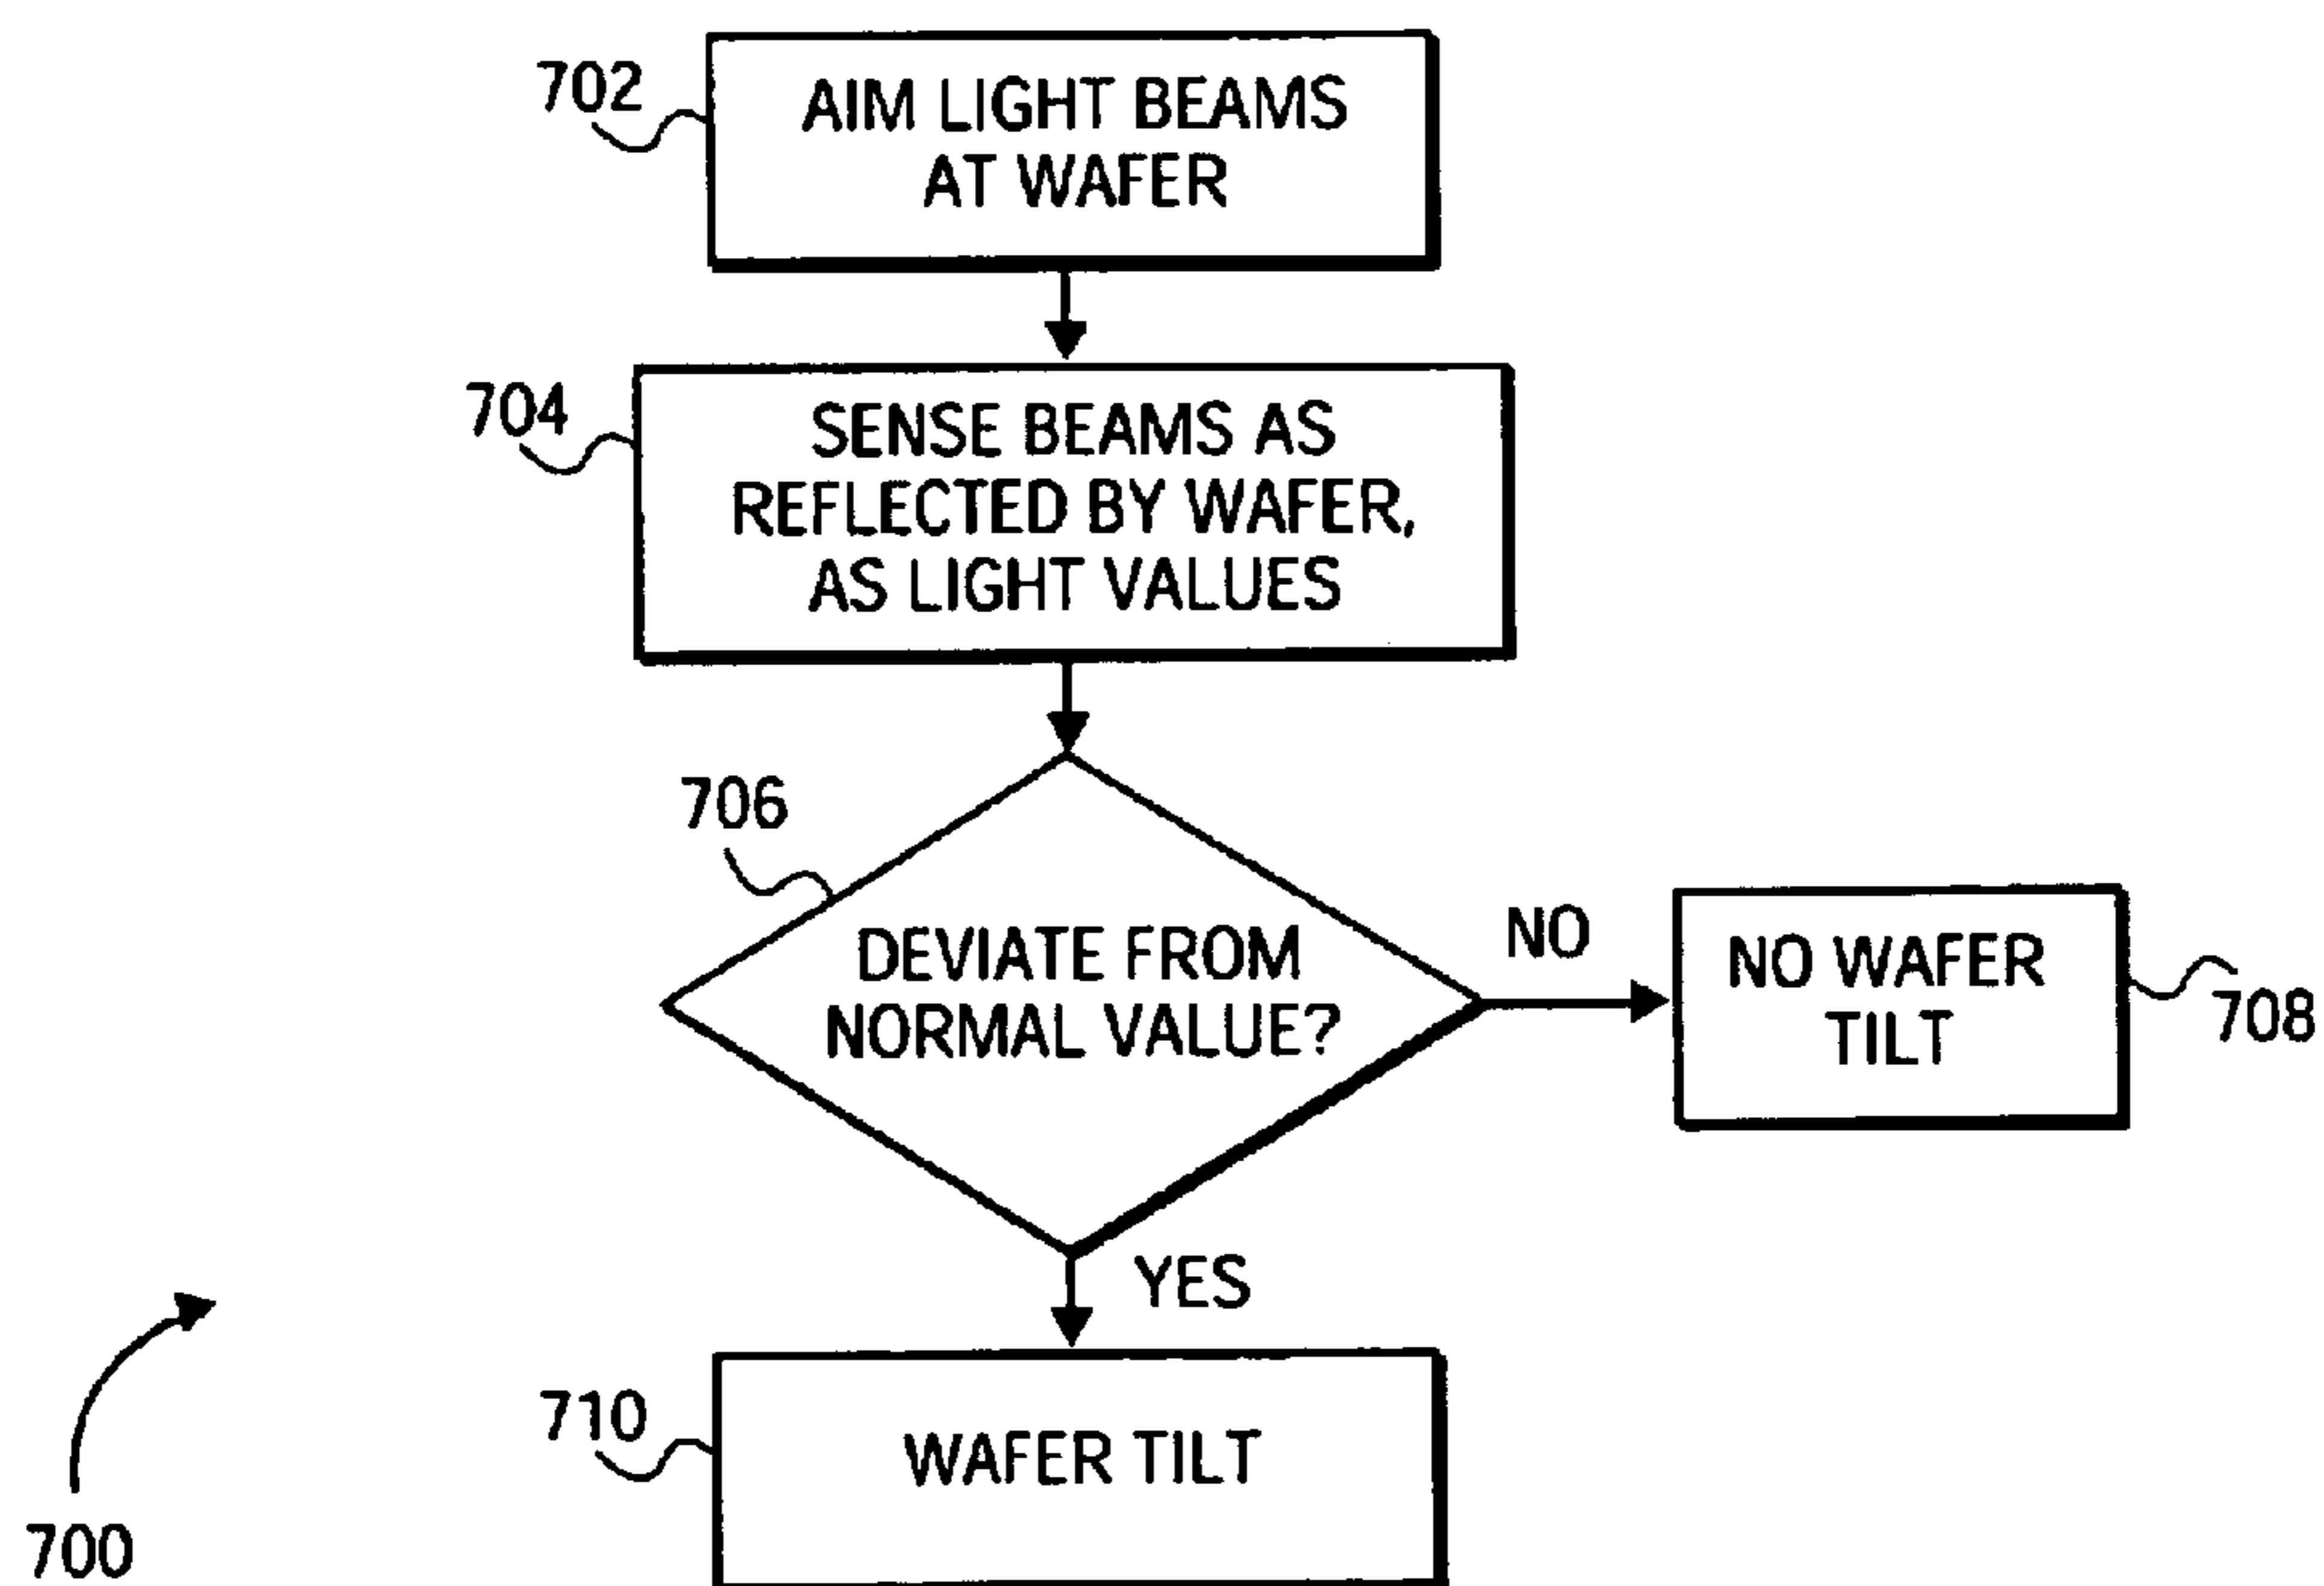 702
AIM LIGHT BEAMS
AT WAFER
704
SENSE BEAMS AS
REFLECTED BY WAFER,
AS LIGHT VALUES
706
DEVIATE FROM
NORMAL VALUE?
NO
NO WAFER
TILT
708
YES
710
WAFER TILT
700